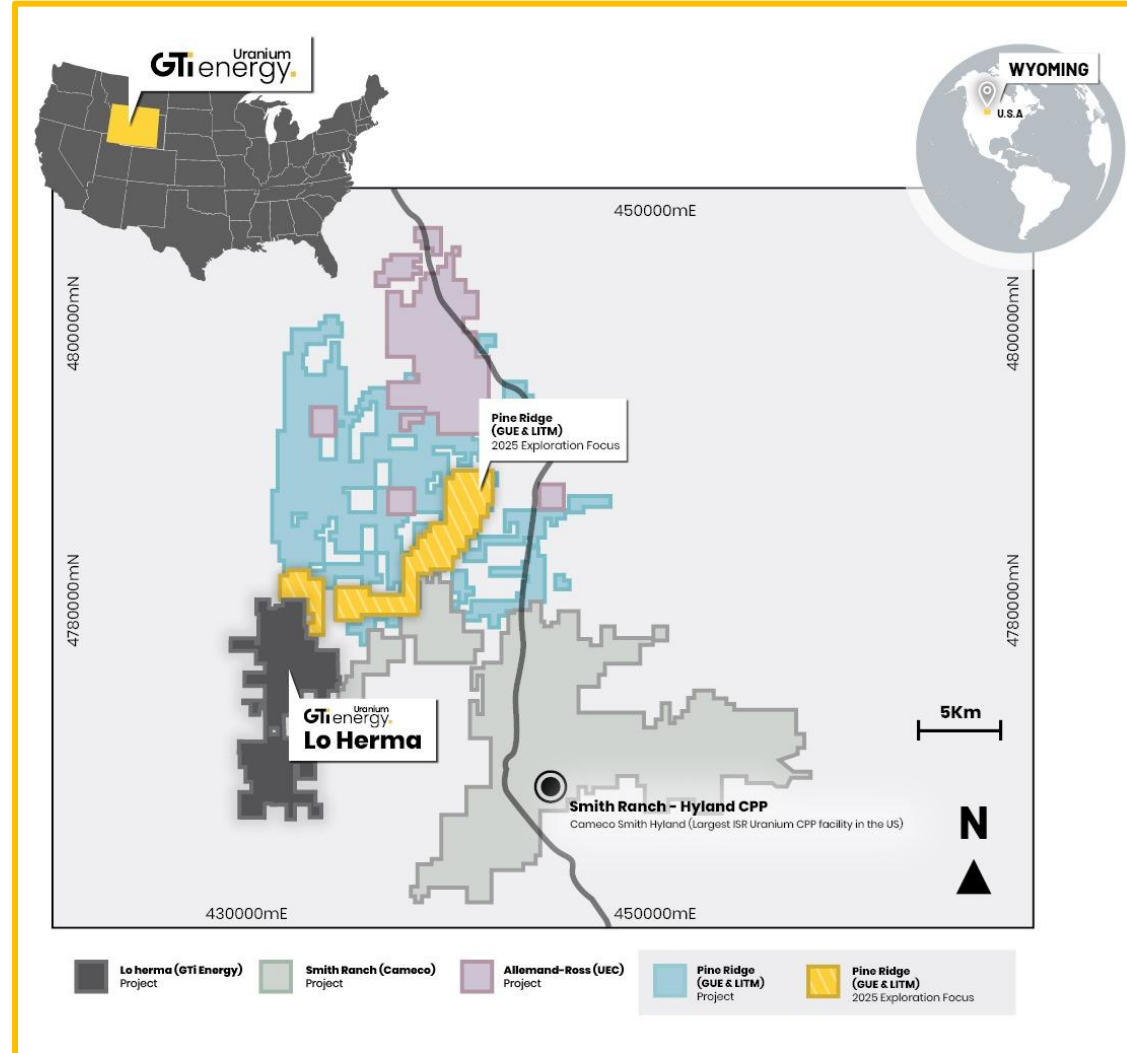 Uranium
GTi energy.
WYOMING
U.S.A
450000mE
4800000mN
4800000mN
Pine Ridge
(GUE & LITM)
2025 Exploration Focus
4780000mN
4780000mN
Uranium
GTi energy.
Lo Herma
5Km
Smith Ranch - Hyland CPP
Cameco Smith Hyland (Largest ISR Uranium CPP facility in the US)
N
430000mE
450000mE
Lo herma (GTi Energy)
Project
Smith Ranch (Cameco)
Project
Allemand-Ross (UEC)
Project
Pine Ridge
(GUE & LITM)
Project
Pine Ridge
(GUE & LITM)
2025 Exploration Focus